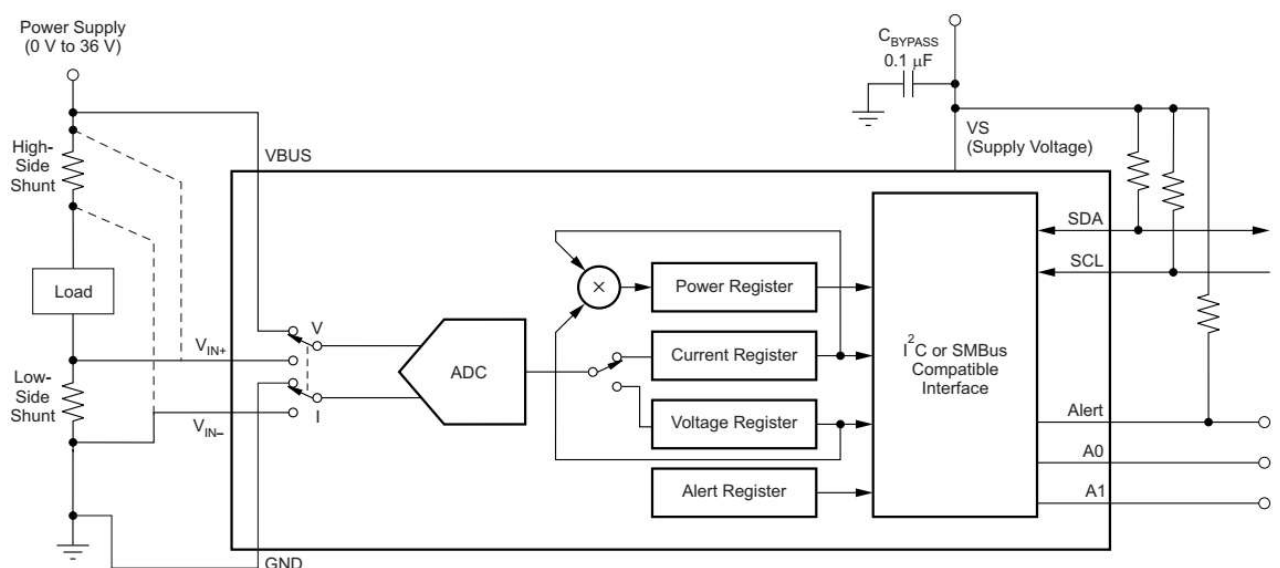 Power Supply
(0 V to 36 V)
C_BYPASS
0.1 μF
VS
(Supply Voltage)
High-
Side
Shunt
VBUS
SDA
SCL
Load
×
Power Register
V
V_IN+
ADC
Current Register
I²C or SMBus
Compatible
Interface
Low-
Side
Shunt
I
V_IN–
Voltage Register
Alert
A0
Alert Register
A1
GND